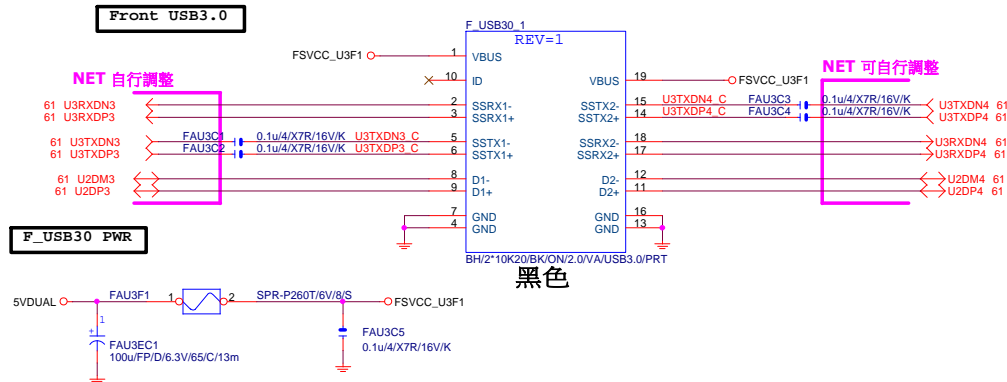 Front USB3.0
F_USB30_1
REV=1
FSVCC_U3F1
1
VBUS
NET 自行調整
10
ID
VBUS
19
FSVCC_U3F1
NET 可自行調整
61 U3RXDN3
2
SSRX1-
SSTX2-
15
U3TXDN4_C
FAU3C3
0.1u/4/X7R/16V/K
U3TXDN4 61
61 U3RXDP3
3
SSRX1+
SSTX2+
14
U3TXDP4_C
FAU3C4
0.1u/4/X7R/16V/K
U3TXDP4 61
61 U3TXDN3
FAU3C1
0.1u/4/X7R/16V/K
U3TXDN3_C
5
SSTX1-
SSRX2-
18
U3RXDN4 61
61 U3TXDP3
FAU3C2
0.1u/4/X7R/16V/K
U3TXDP3_C
6
SSTX1+
SSRX2+
17
U3RXDP4 61
61 U2DM3
8
D1-
D2-
12
U2DM4 61
61 U2DP3
9
D1+
D2+
11
U2DP4 61
7
GND
GND
16
4
GND
GND
13
F_USB30 PWR
BH/2*10K20/BK/ON/2.0/VA/USB3.0/PRT
黑色
5VDUAL
FAU3F1
1
2
SPR-P260T/6V/8/S
FSVCC_U3F1
1
+
FAU3EC1
100u/FP/D/6.3V/65/C/13m
FAU3C5
0.1u/4/X7R/16V/K